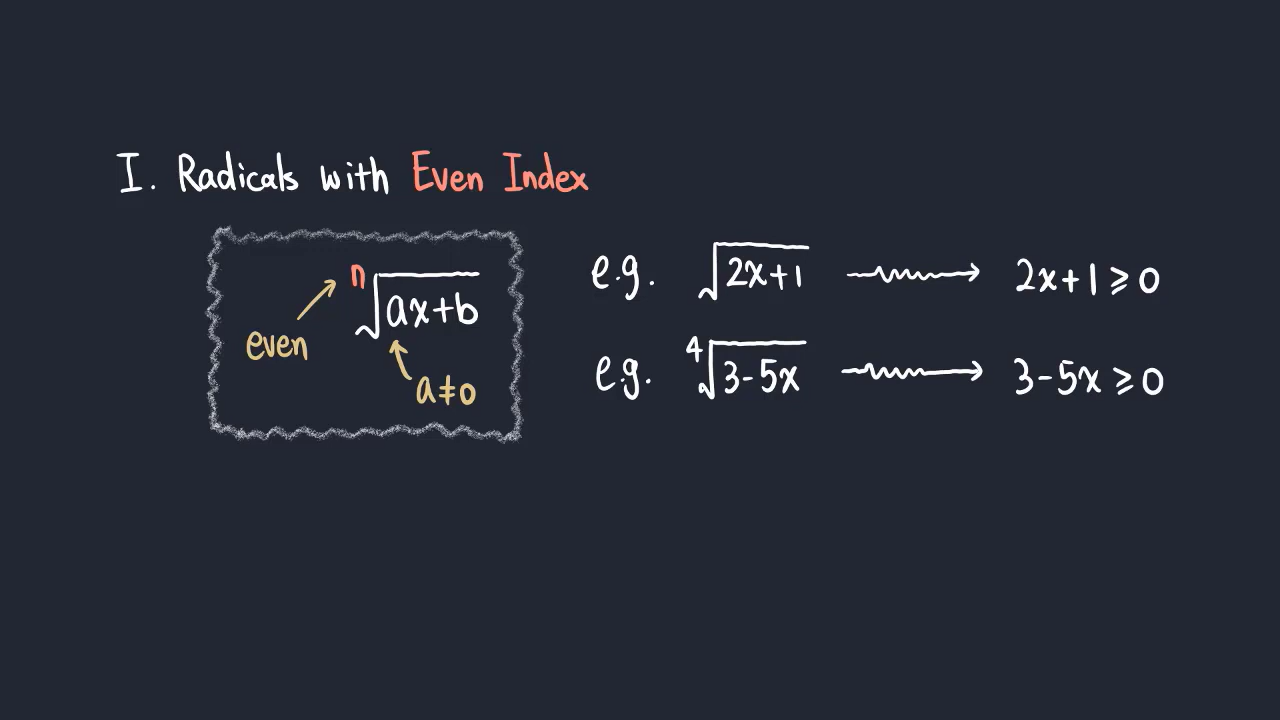 I. Radicals with Even Index
n√(ax+b)
even
a≠0
e.g. √(2x+1) → 2x+1 ⩾ 0
e.g. ⁴√(3-5x) → 3-5x ⩾ 0